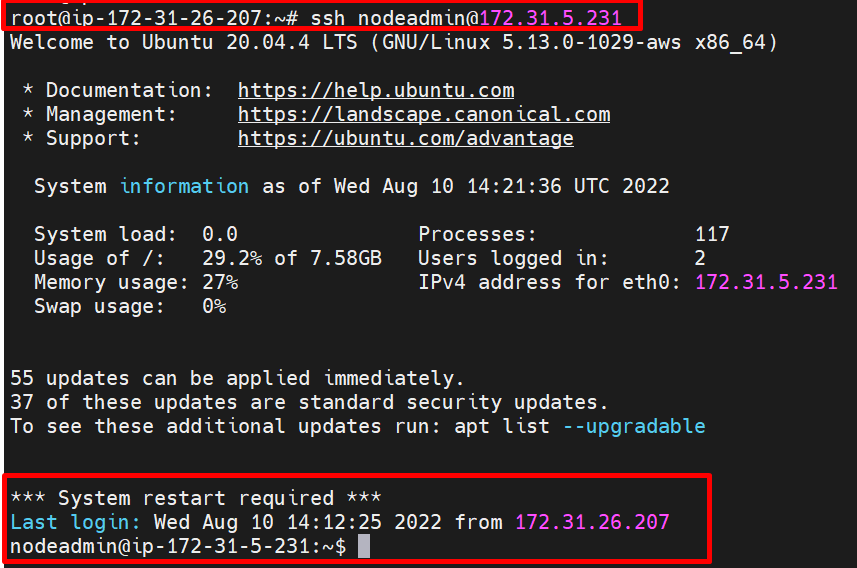 root@ip-172-31-26-207:~# ssh nodeadmin@172.31.5.231
Welcome to Ubuntu 20.04.4 LTS (GNU/Linux 5.13.0-1029-aws x86_64)
* Documentation: https://help.ubuntu.com
* Management: https://landscape.canonical.com
* Support: https://ubuntu.com/advantage
System information as of Wed Aug 10 14:21:36 UTC 2022
System load: 0.0 Processes: 117
Usage of /: 29.2% of 7.58GB Users logged in: 2
Memory usage: 27% IPv4 address for eth0: 172.31.5.231
Swap usage: 0%
55 updates can be applied immediately.
37 of these updates are standard security updates.
To see these additional updates run: apt list --upgradable
*** System restart required ***
Last login: Wed Aug 10 14:12:25 2022 from 172.31.26.207
nodeadmin@ip-172-31-5-231:~$